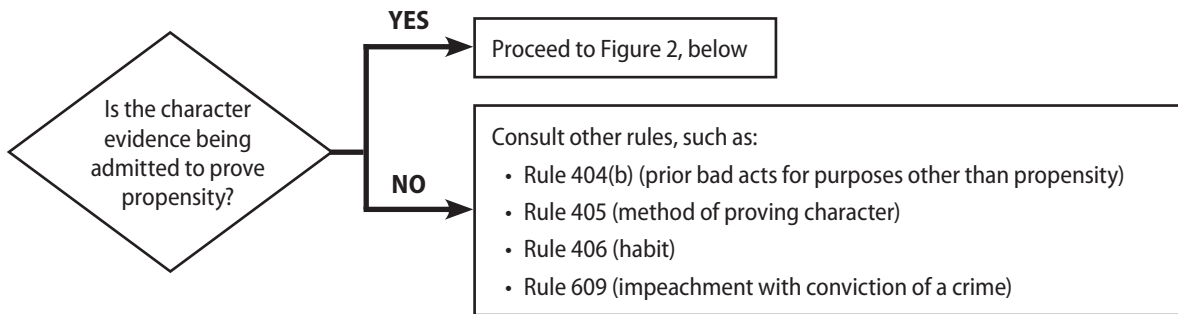 Is the character
evidence being
admitted to prove
propensity?
YES
Proceed to Figure 2, below
NO
Consult other rules, such as:
• Rule 404(b) (prior bad acts for purposes other than propensity)
• Rule 405 (method of proving character)
• Rule 406 (habit)
• Rule 609 (impeachment with conviction of a crime)